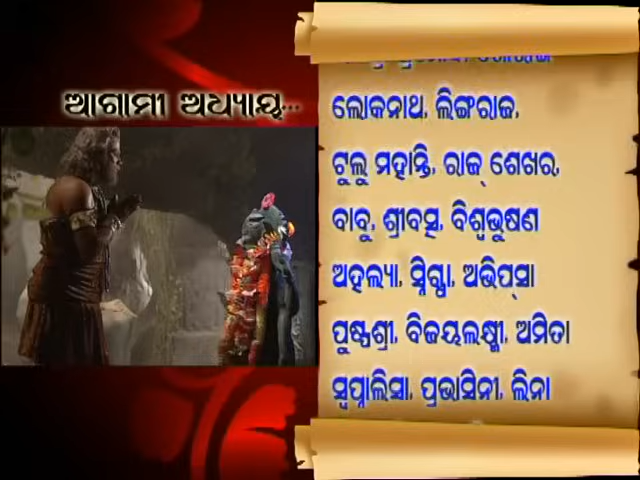 ଆଗାମୀ ଅଧ୍ୟାୟ...
ଲୋକନାଥ, ଲିଙ୍ଗରାଜ,
ଟୁଲୁ ମହାନ୍ତି, ରାଜ୍ ଶେଖର,
ବାବୁ, ଶ୍ରୀବତ୍ସ, ବିଶ୍ୱଭୁଷଣ
ଅହଲ୍ୟା, ସ୍ନିଗ୍ଧା, ଅଭିପ୍ସା
ପୁଷ୍ପଶ୍ରୀ, ବିଜୟଲକ୍ଷ୍ମୀ, ଅମିତା
ସ୍ୱପ୍ନାଲିସା, ପ୍ରଭାସିନୀ, ଲିନା